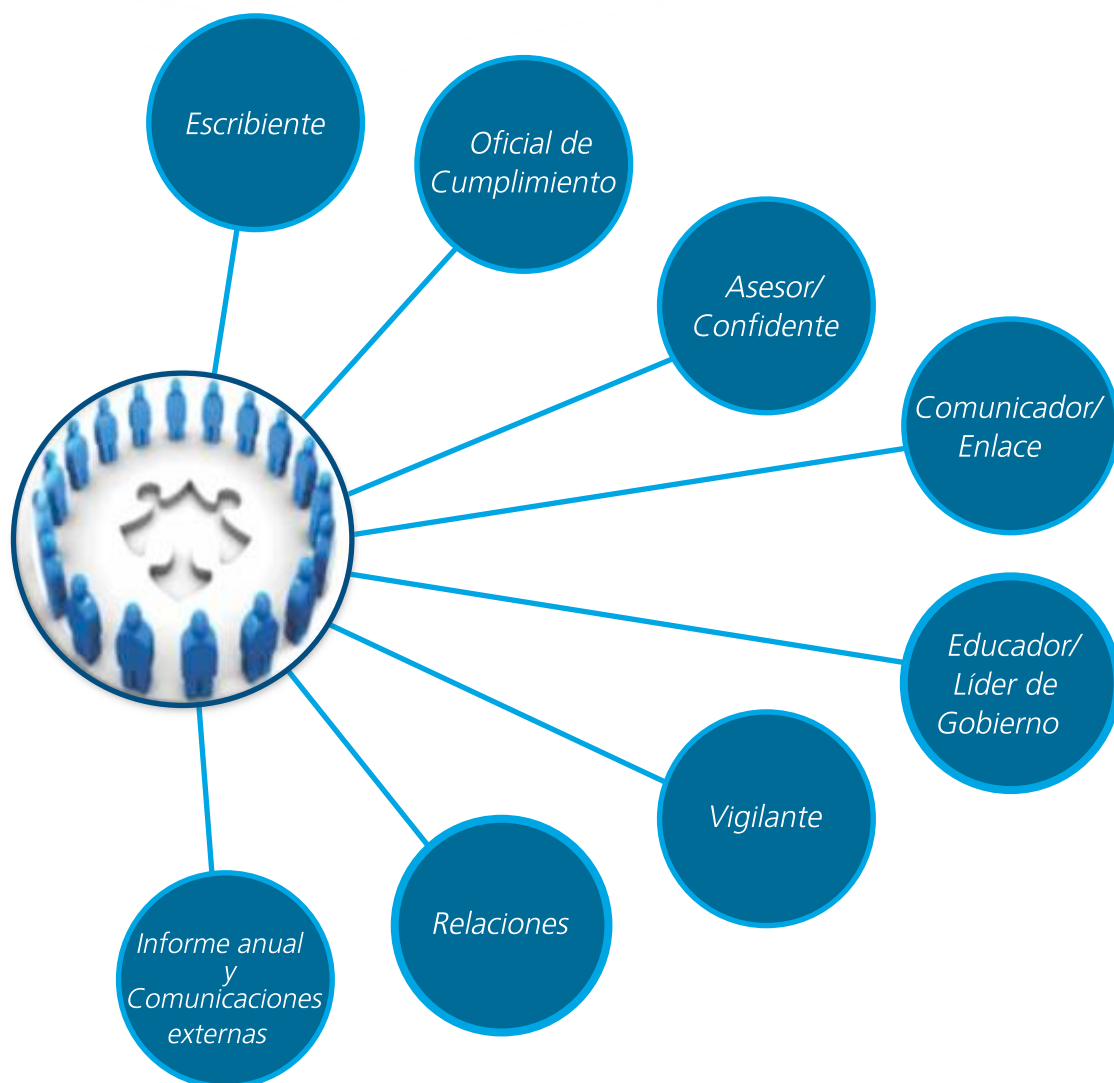 Escribiente
Oficial de
Cumplimiento
Asesor/
Confidente
Comunicador/
Enlace
Educador/
Líder de
Gobierno
Vigilante
Relaciones
Informe anual
y
Comunicaciones
externas